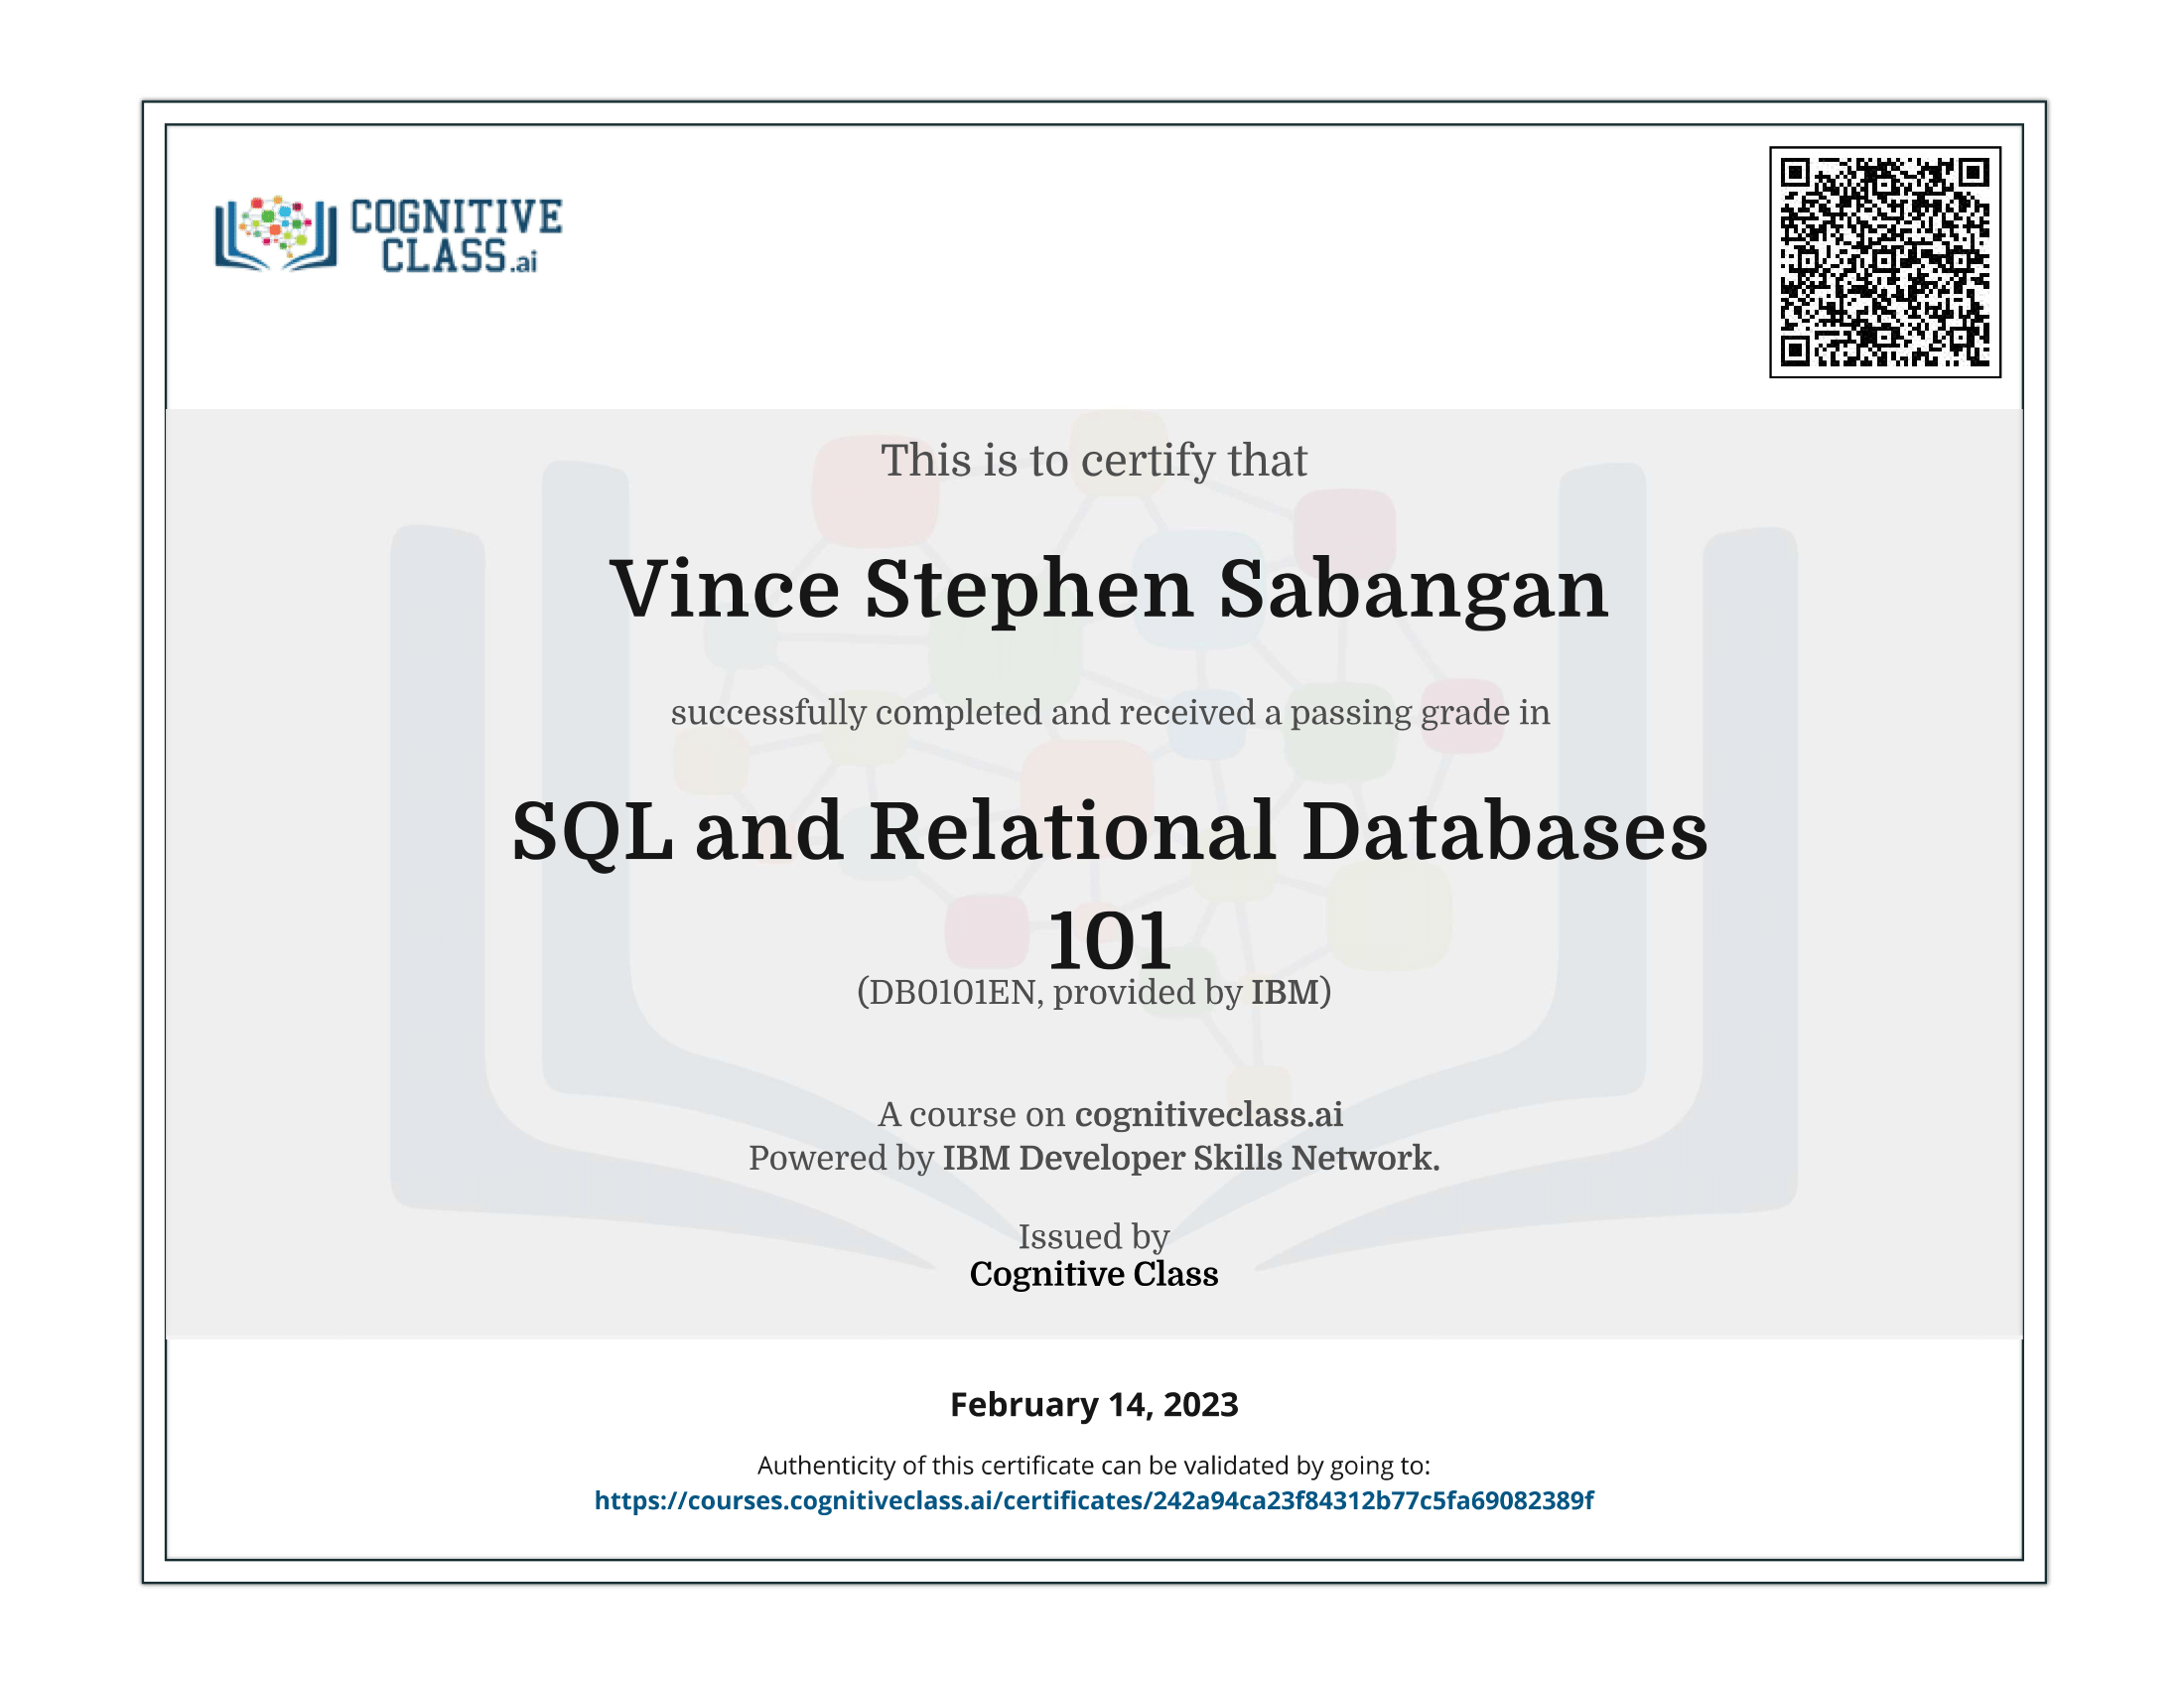 COGNITIVE
CLASS.ai
This is to certify that
Vince Stephen Sabangan
successfully completed and received a passing grade in
SQL and Relational Databases
101
(DB0101EN, provided by IBM)
A course on cognitiveclass.ai
Powered by IBM Developer Skills Network.
Issued by
Cognitive Class
February 14, 2023
Authenticity of this certificate can be validated by going to:
https://courses.cognitiveclass.ai/certificates/242a94ca23f84312b77c5fa69082389f